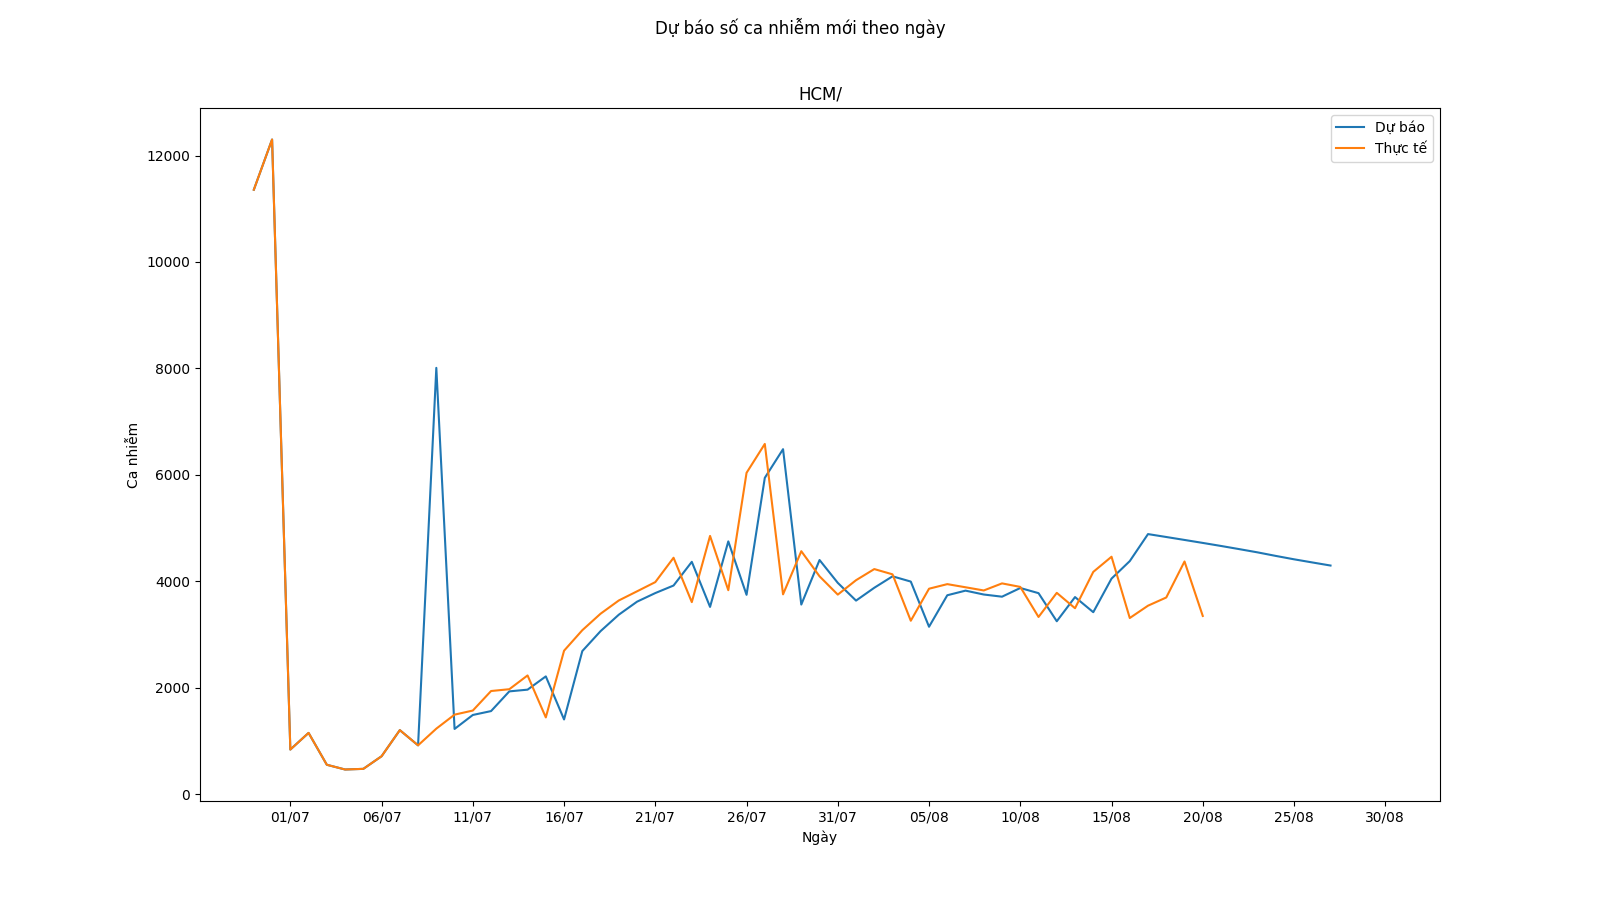 Dự báo số ca nhiễm mới theo ngày
HCM/
Dự báo
Thực tế
12000
10000
8000
6000
4000
2000
0
Ca nhiễm
01/07 06/07 11/07 16/07 21/07 26/07 31/07 05/08 10/08 15/08 20/08 25/08 30/08
Ngày